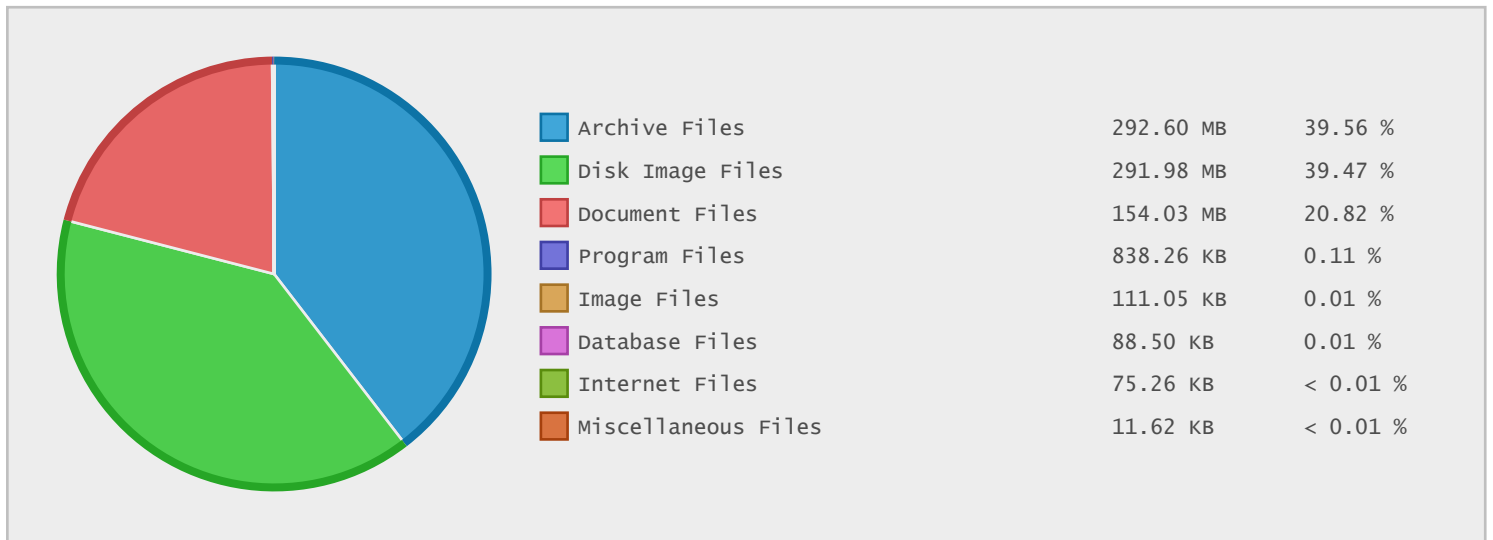 Archive Files 292.60 MB 39.56 %
Disk Image Files 291.98 MB 39.47 %
Document Files 154.03 MB 20.82 %
Program Files 838.26 KB 0.11 %
Image Files 111.05 KB 0.01 %
Database Files 88.50 KB 0.01 %
Internet Files 75.26 KB < 0.01 %
Miscellaneous Files 11.62 KB < 0.01 %